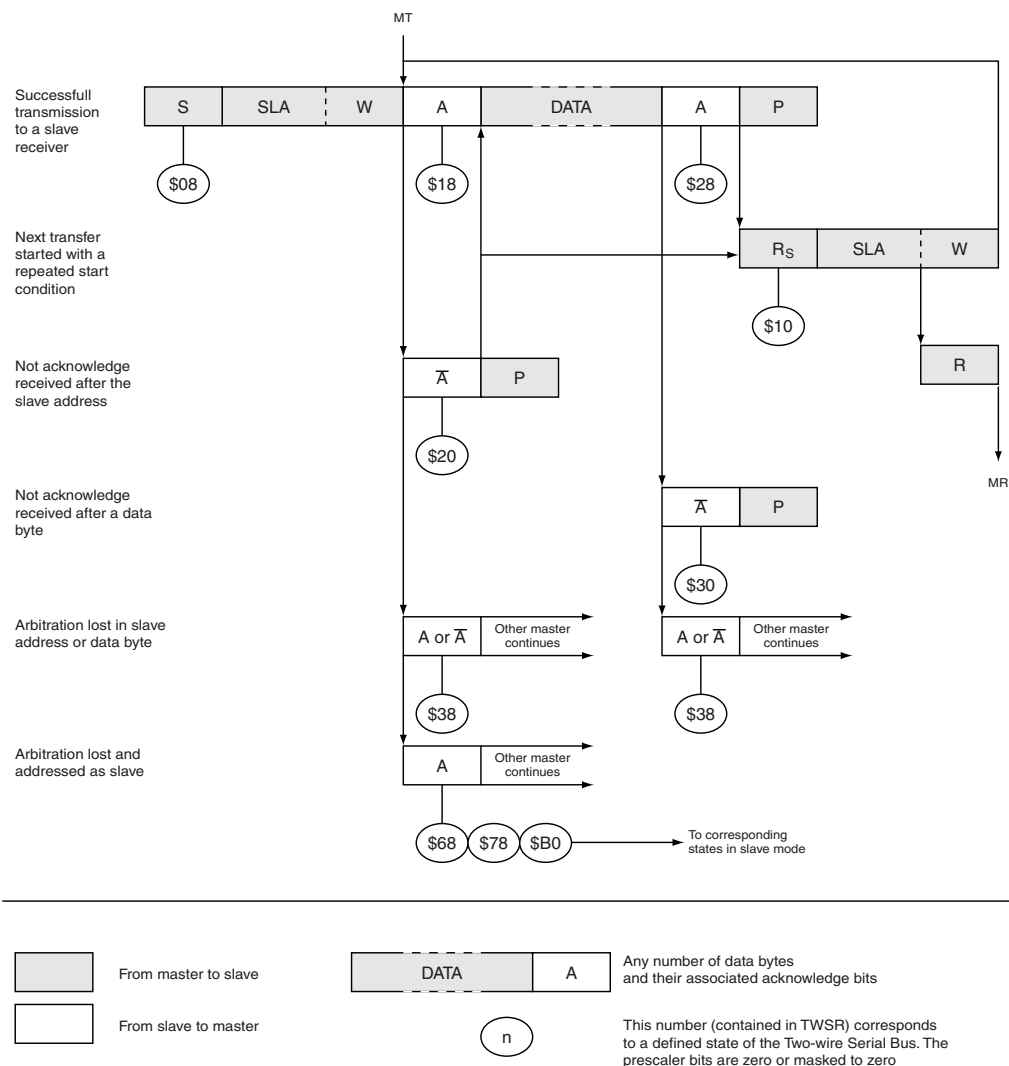 MT
Successfull
transmission
to a slave
receiver
S SLA W A DATA A P
$08 $18 $28
Next transfer
started with a
repeated start
condition
RS SLA W
$10
Not acknowledge
received after the
slave address
A̅ P
R
$20
MR
Not acknowledge
received after a data
byte
A̅ P
$30
Arbitration lost in slave
address or data byte
A or A̅ Other master
continues
A or A̅ Other master
continues
$38 $38
Arbitration lost and
addressed as slave
A Other master
continues
$68 $78 $B0
To corresponding
states in slave mode
From master to slave
DATA A
Any number of data bytes
and their associated acknowledge bits
From slave to master
n
This number (contained in TWSR) corresponds
to a defined state of the Two-wire Serial Bus. The
prescaler bits are zero or masked to zero